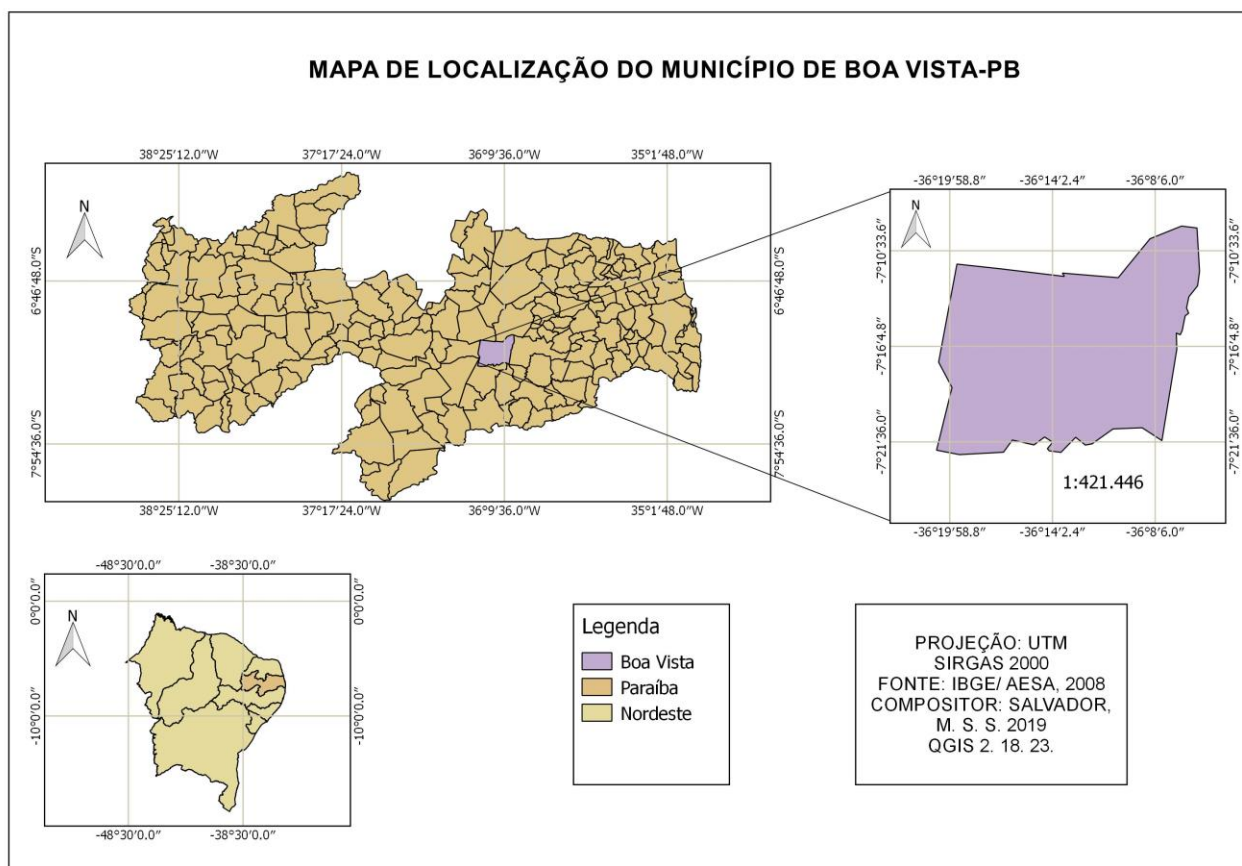 MAPA DE LOCALIZAÇÃO DO MUNICÍPIO DE BOA VISTA-PB
38°25'12.0"W 37°17'24.0"W 36°9'36.0"W 35°1'48.0"W
N
6°46'48.0"S 6°46'48.0"S
7°54'36.0"S 7°54'36.0"S
38°25'12.0"W 37°17'24.0"W 36°9'36.0"W 35°1'48.0"W
-36°19'58.8" -36°14'2.4" -36°8'6.0"
N
-7°10'33.6" -7°10'33.6"
-7°16'4.8" -7°16'4.8"
-7°21'36.0" -7°21'36.0"
1:421.446
-36°19'58.8" -36°14'2.4" -36°8'6.0"
-48°30'0.0" -38°30'0.0"
N
0°0'0.0" 0°0'0.0"
-10°0'0.0" -10°0'0.0"
-48°30'0.0" -38°30'0.0"
Legenda
Boa Vista
Paraíba
Nordeste
PROJEÇÃO: UTM
SIRGAS 2000
FONTE: IBGE/ AESA, 2008
COMPOSITOR: SALVADOR,
M. S. S. 2019
QGIS 2. 18. 23.